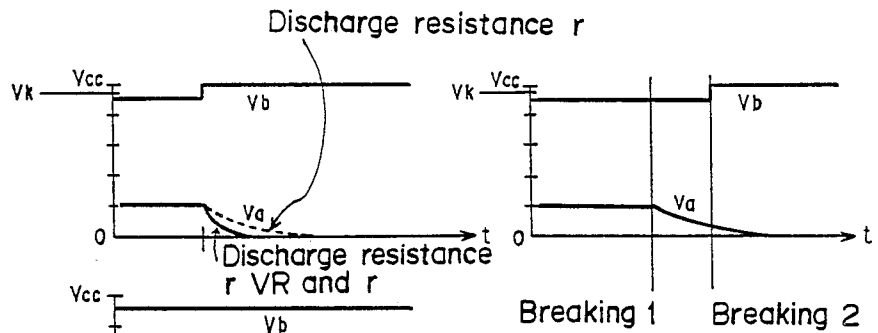 Discharge resistance r
Vcc
Vk
Vb
Va
0
t
Discharge resistance
r VR and r
Vcc
Vb
Vcc
Vk
Vb
Va
0
t
Breaking 1
Breaking 2